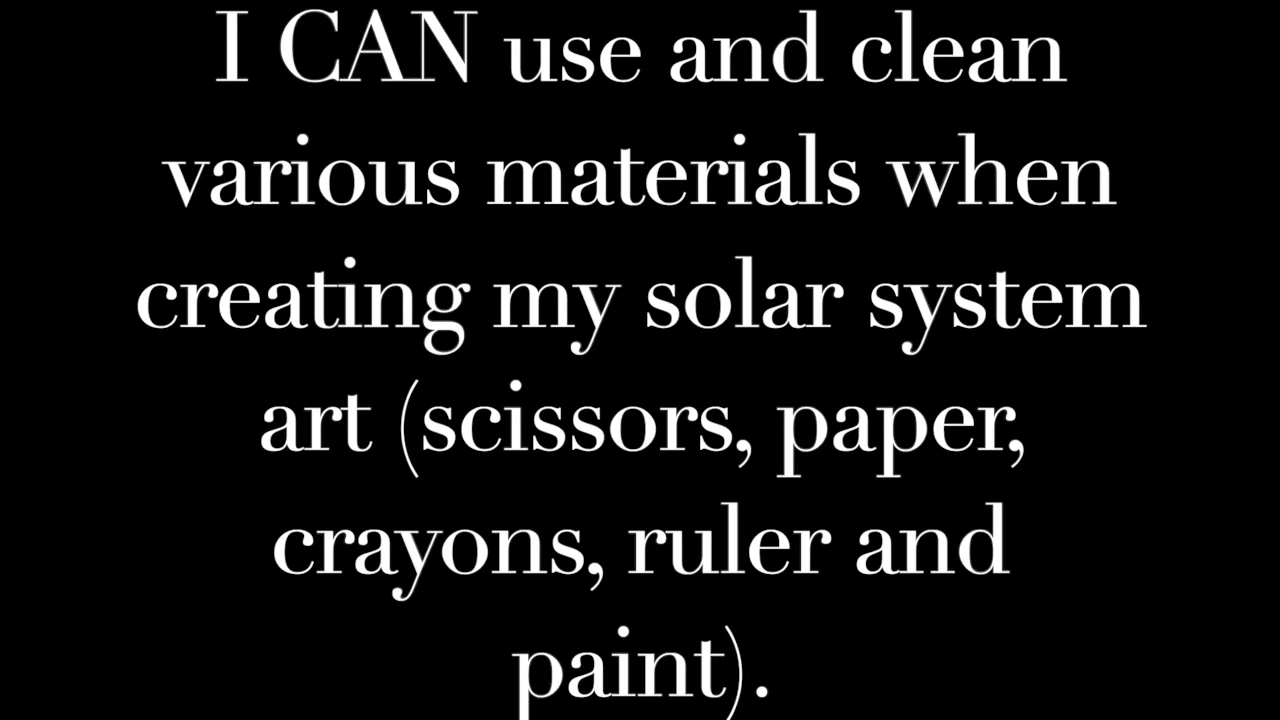 I CAN use and clean
various materials when
creating my solar system
art (scissors, paper,
crayons, ruler and
paint).